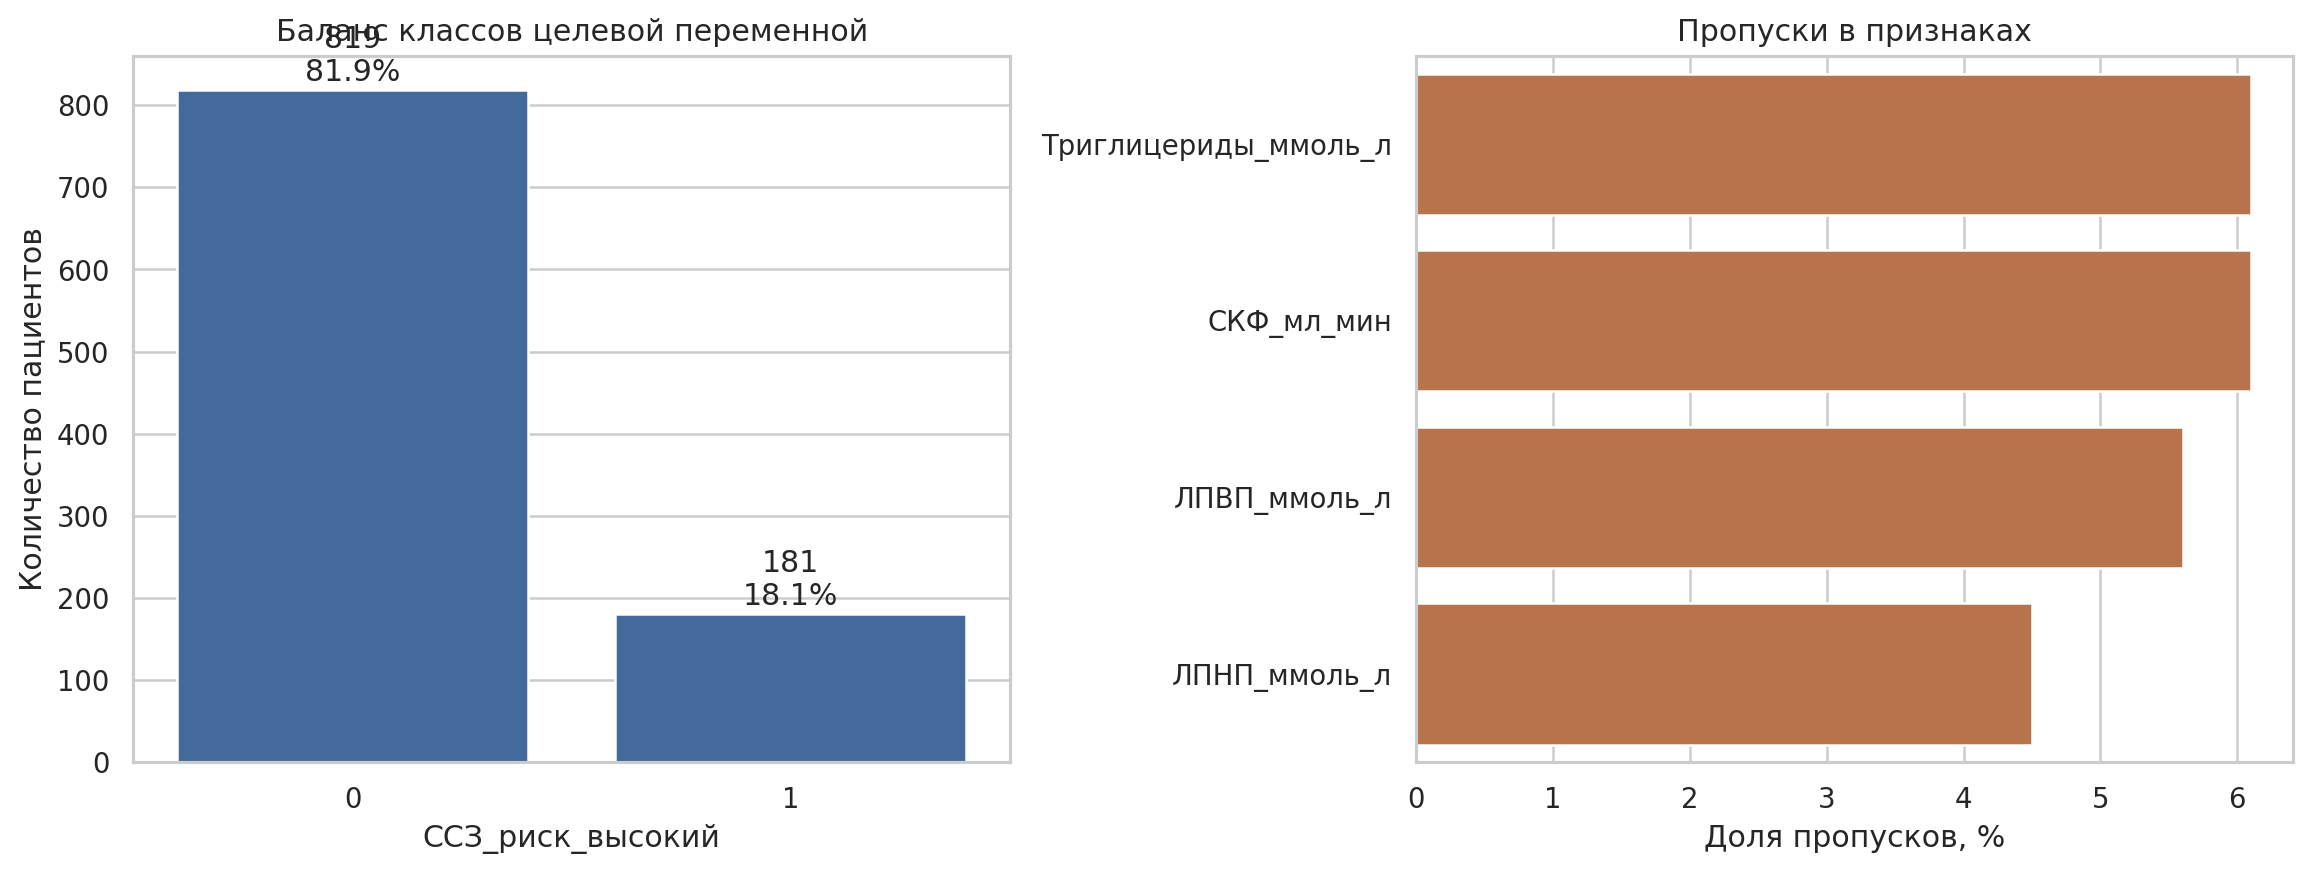 Баланс классов целевой переменной
819
81.9%
181
18.1%
Количество пациентов
800
700
600
500
400
300
200
100
0
0
1
ССЗ_риск_высокий
Пропуски в признаках
Триглицериды_ммоль_л
СКФ_мл_мин
ЛПВП_ммоль_л
ЛПНП_ммоль_л
0
1
2
3
4
5
6
Доля пропусков, %